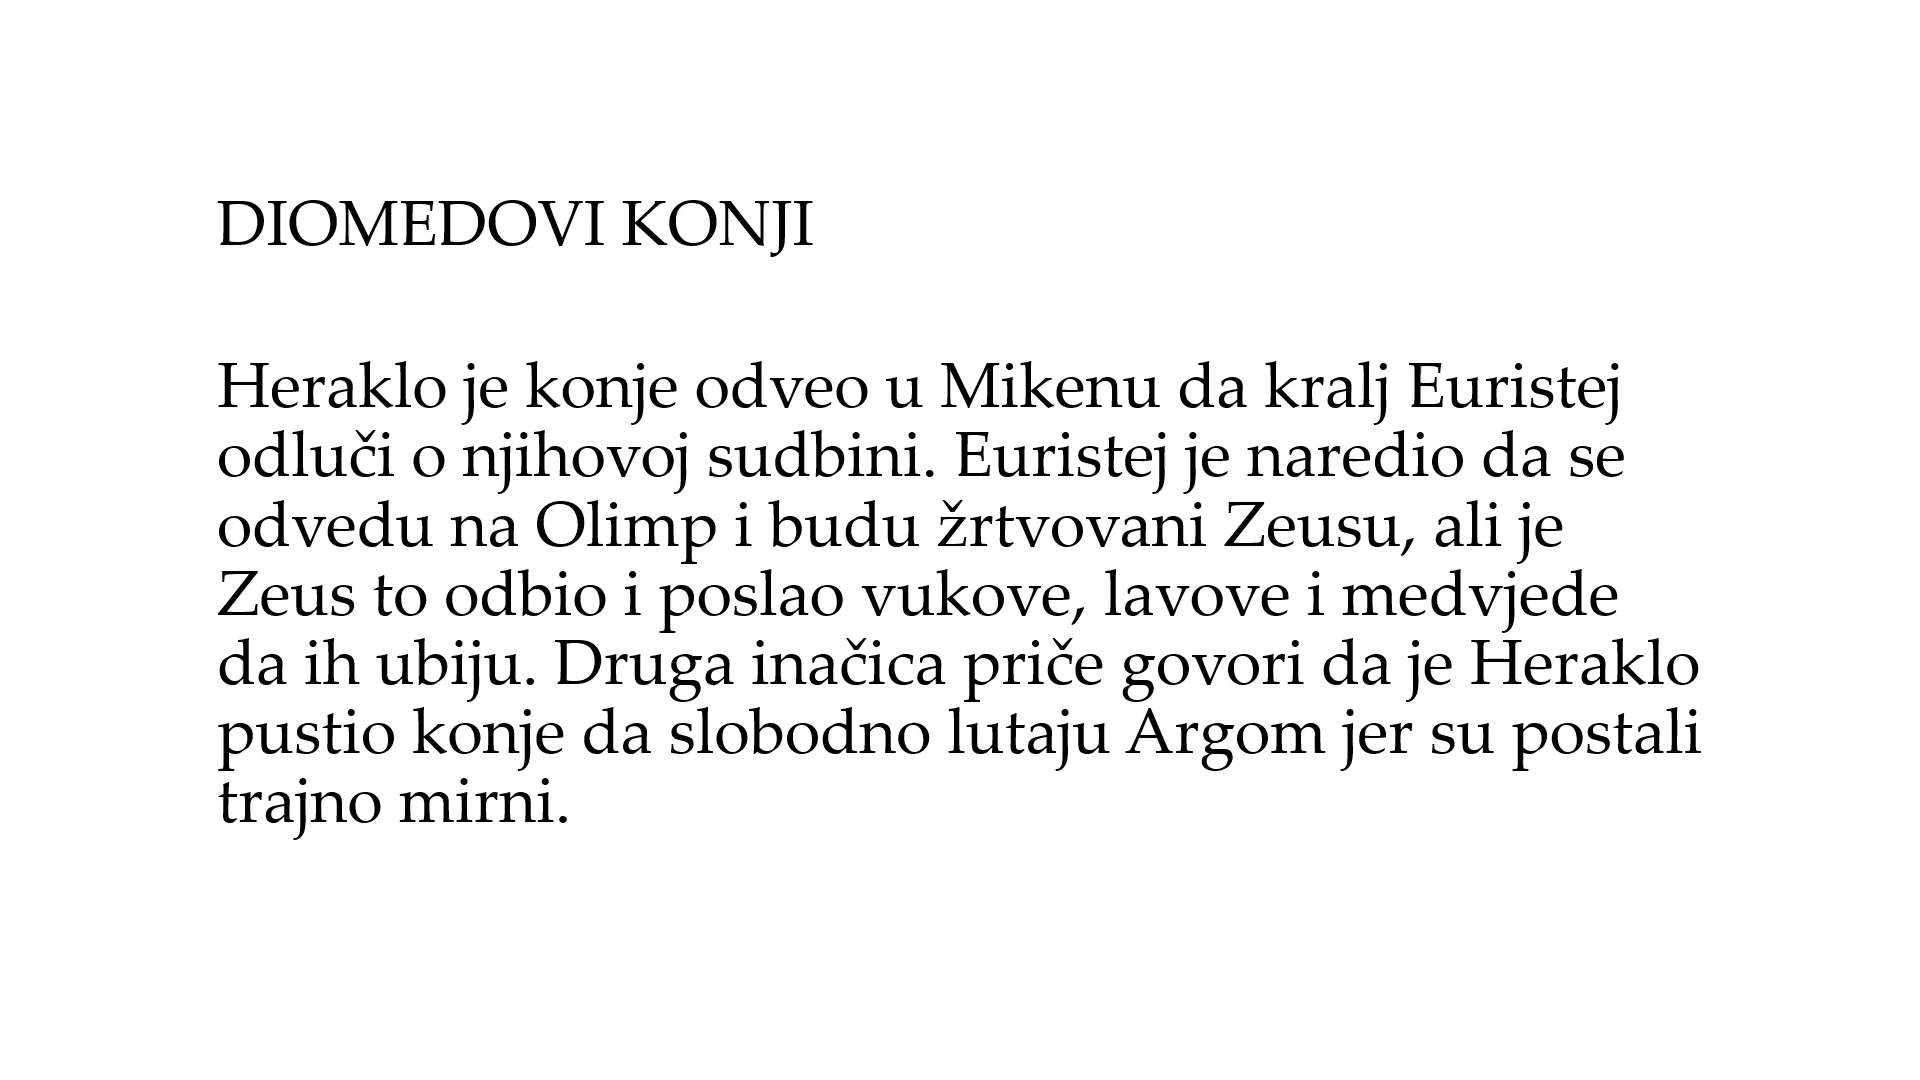 DIOMEDOVI KONJI
Heraklo je konje odveo u Mikenu da kralj Euristej
odluči o njihovoj sudbini. Euristej je naredio da se
odvedu na Olimp i budu žrtvovani Zeusu, ali je
Zeus to odbio i poslao vukove, lavove i medvjede
da ih ubiju. Druga inačica priče govori da je Heraklo
pustio konje da slobodno lutaju Argom jer su postali
trajno mirni.